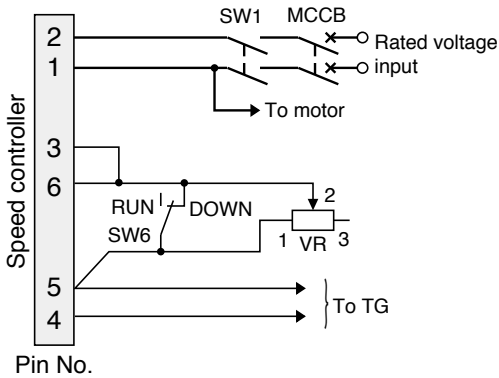 SW1 MCCB
2
Rated voltage
1
input
To motor
Speed controller
3
6
2
RUN
DOWN
SW6
1
VR
3
5
To TG
4
Pin No.